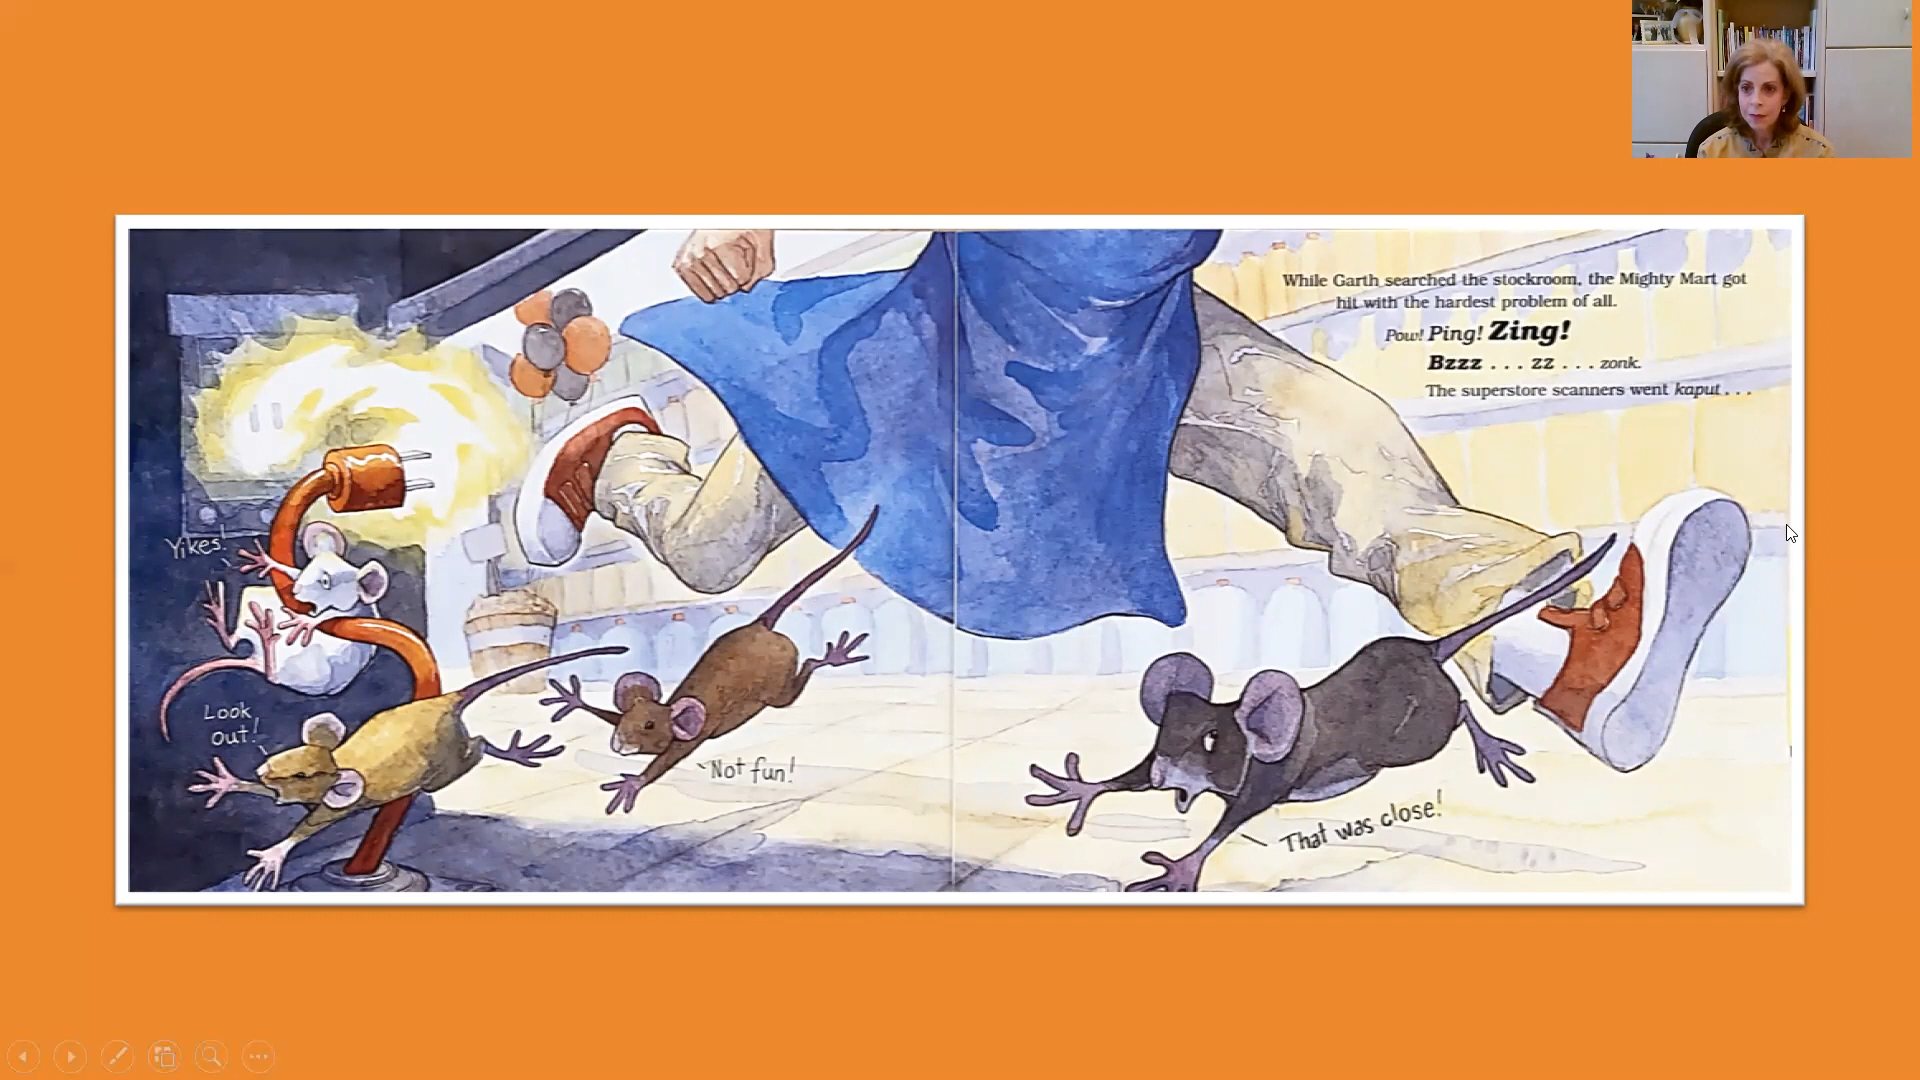 While Garth searched the stockroom, the Mighty Mart got
hit with the hardest problem of all.
Pow! Ping! Zing!
Bzzz . . . zz . . . zonk.
The superstore scanners went kaput . . .
Yikes!
Look
out!
Not fun!
That was close!